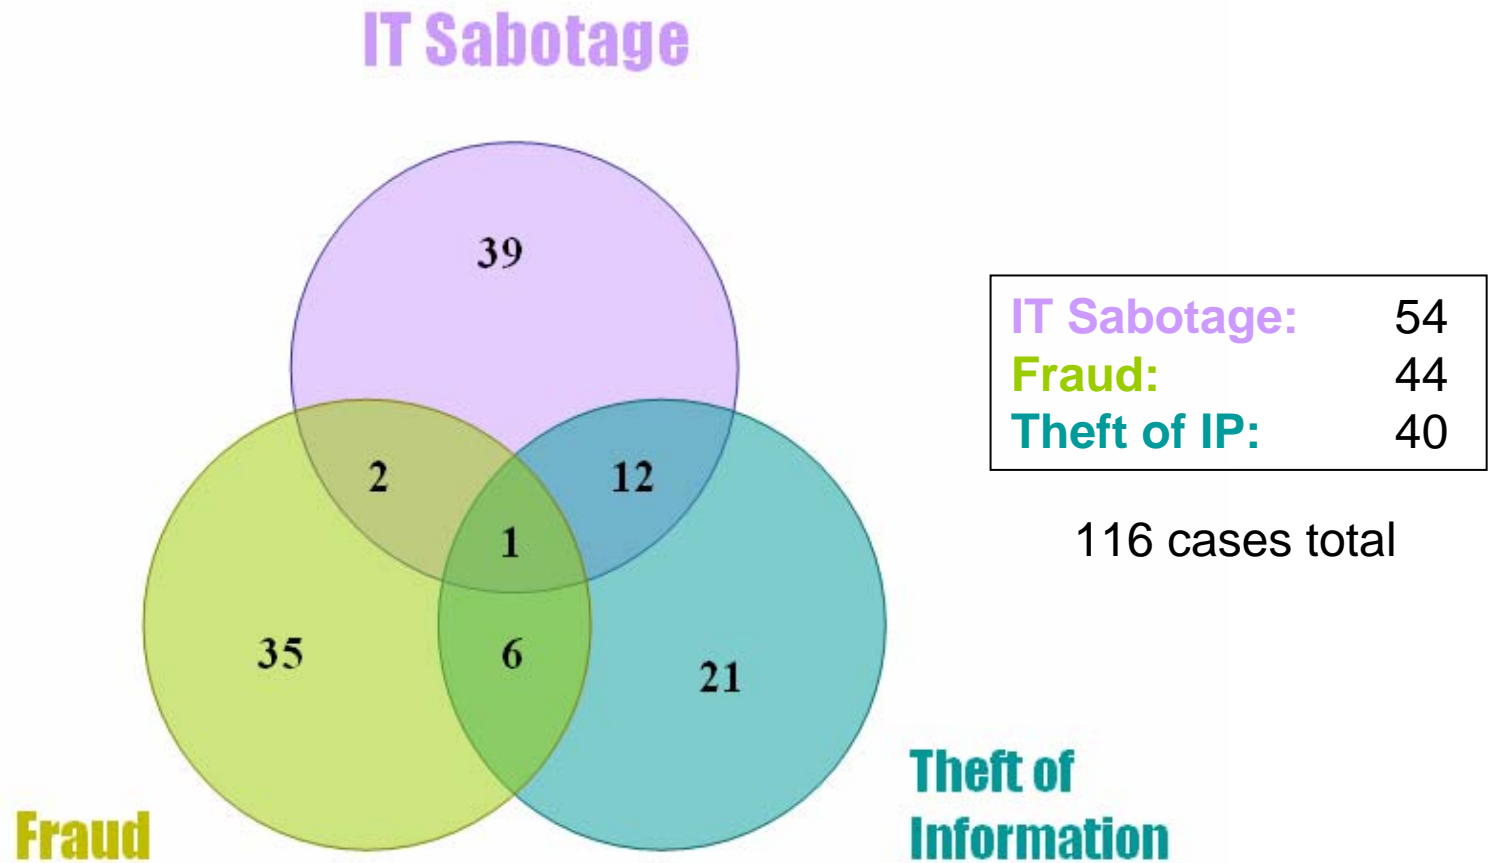 IT Sabotage
39
IT Sabotage: 54
Fraud: 44
Theft of IP: 40
2
12
1
116 cases total
35
6
21
Theft of
Information
Fraud